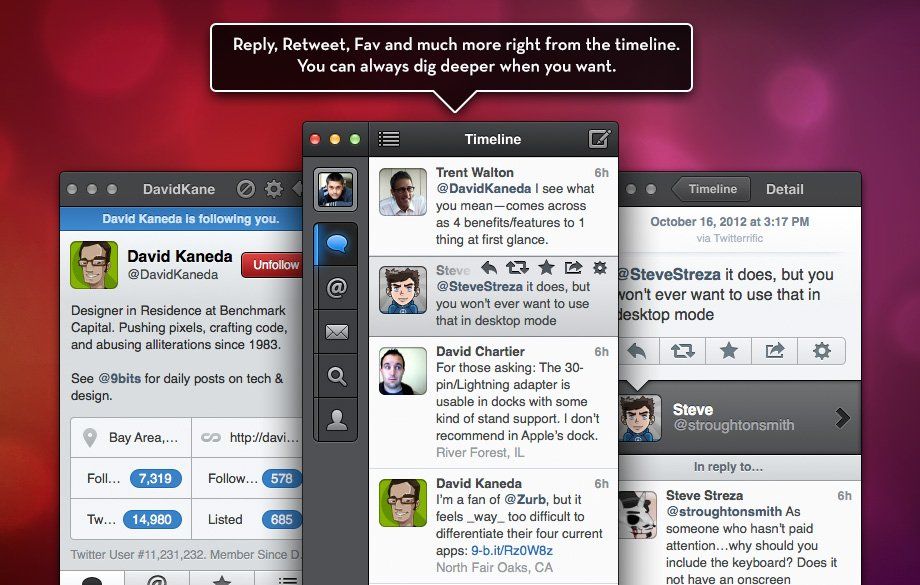 Reply, Retweet, Fav and much more right from the timeline.
You can always dig deeper when you want.
DavidKane
David Kaneda is following you.
David Kaneda
@DavidKaneda
Unfollow
Designer in Residence at Benchmark
Capital. Pushing pixels, crafting code,
and abusing alliterations since 1983.
See @9bits for daily posts on tech &
design.
Bay Area,...
http://davi...
Foll... 7,319
Follow... 578
Tw... 14,980
Listed 685
Twitter User #11,231,232. Member Since D
Timeline
Trent Walton 6h
@DavidKaneda I see what
you mean—comes across
as 4 benefits/features to 1
thing at first glance.
Steve
@SteveStreza it does, but
you won't ever want to use
that in desktop mode
David Chartier 6h
For those asking: The 30-
pin/Lightning adapter is
usable in docks with some
kind of stand support. I don't
recommend in Apple's dock.
River Forest, IL
David Kaneda 6h
I'm a fan of @Zurb, but it
feels _way_ too difficult to
differentiate their four current
apps: 9-b.it/Rz0W8z
North Fair Oaks, CA
Timeline
Detail
October 16, 2012 at 3:17 PM
via Twitterrific
@SteveStreza it does, but you
won't ever want to use that in
desktop mode
Steve
@stroughtonsmith
In reply to...
Steve Streza 6h
@stroughtonsmith As
someone who hasn't paid
attention...why should you
include the keyboard? Does it
not have an onscreen